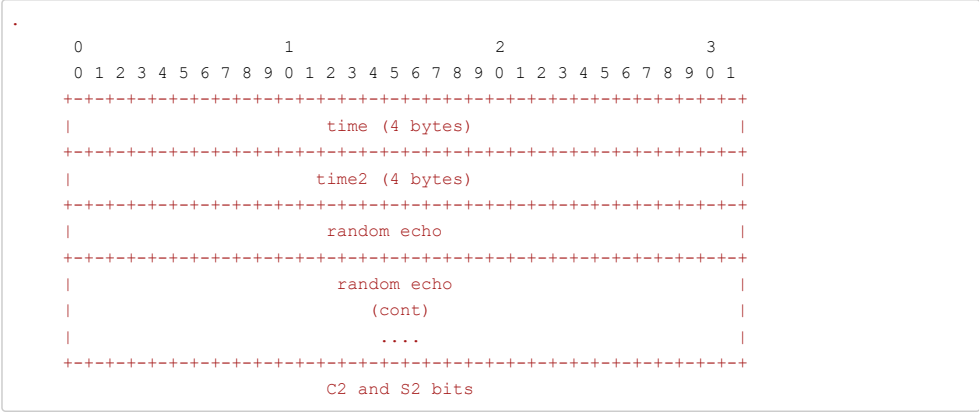 .
      0                   1                   2                   3
      0 1 2 3 4 5 6 7 8 9 0 1 2 3 4 5 6 7 8 9 0 1 2 3 4 5 6 7 8 9 0 1
     +-+-+-+-+-+-+-+-+-+-+-+-+-+-+-+-+-+-+-+-+-+-+-+-+-+-+-+-+-+-+-+-+
     |                        time (4 bytes)                         |
     +-+-+-+-+-+-+-+-+-+-+-+-+-+-+-+-+-+-+-+-+-+-+-+-+-+-+-+-+-+-+-+-+
     |                       time2 (4 bytes)                         |
     +-+-+-+-+-+-+-+-+-+-+-+-+-+-+-+-+-+-+-+-+-+-+-+-+-+-+-+-+-+-+-+-+
     |                        random echo                            |
     +-+-+-+-+-+-+-+-+-+-+-+-+-+-+-+-+-+-+-+-+-+-+-+-+-+-+-+-+-+-+-+-+
     |                         random echo                           |
     |                            (cont)                             |
     |                             ....                              |
     +-+-+-+-+-+-+-+-+-+-+-+-+-+-+-+-+-+-+-+-+-+-+-+-+-+-+-+-+-+-+-+-+
                              C2 and S2 bits